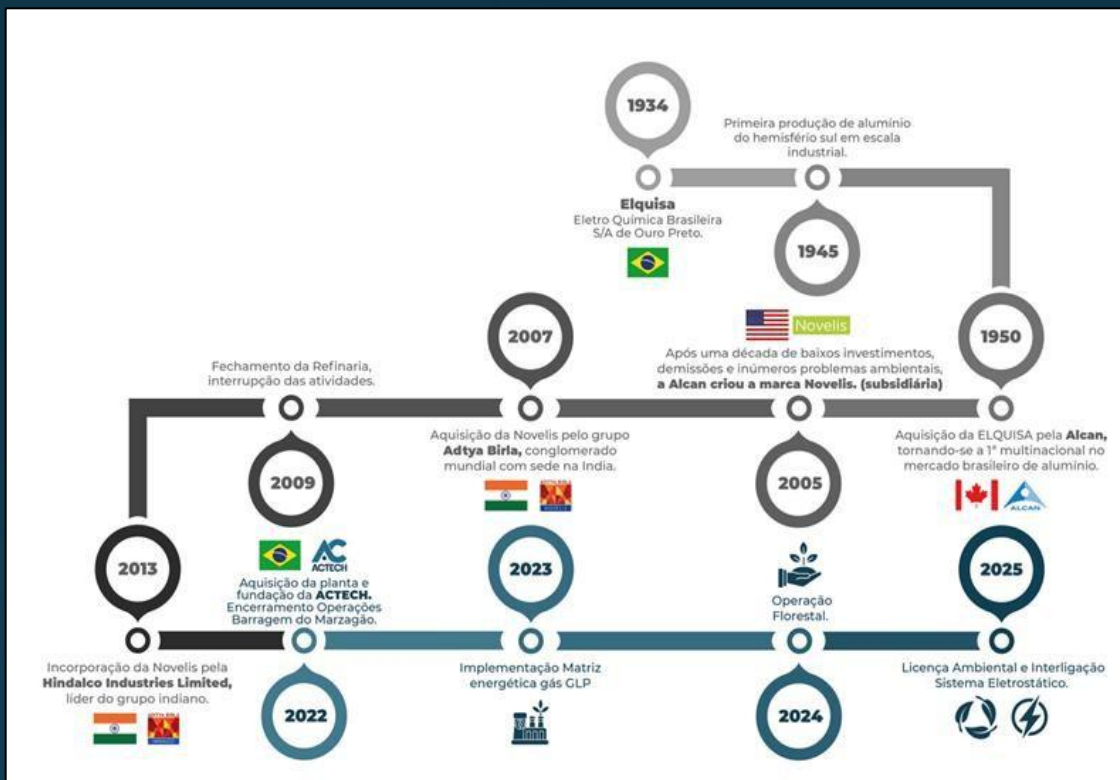 1934
Elquisa
Eletro Química Brasileira
S/A de Ouro Preto.
Primeira produção de alumínio
do hemisfério sul em escala
industrial.
1945
1950
Aquisição da ELQUISA pela Alcan,
tornando-se a 1ª multinacional no
mercado brasileiro de alumínio.
ALCAN
Novelis
Após uma década de baixos investimentos,
demissões e inúmeros problemas ambientais,
a Alcan criou a marca Novelis. (subsidiária)
2005
2007
Aquisição da Novelis pelo grupo
Adtya Birla, conglomerado
mundial com sede na India.
Fechamento da Refinaria,
interrupção das atividades.
2009
2013
Incorporação da Novelis pela
Hindalco Industries Limited,
líder do grupo indiano.
AC
ACTECH
Aquisição da planta e
fundação da ACTECH.
Encerramento Operações
Barragem do Marzagão.
2022
2023
Implementação Matriz
energética gás GLP
Operação
Florestal.
2024
2025
Licença Ambiental e Interligação
Sistema Eletrostático.